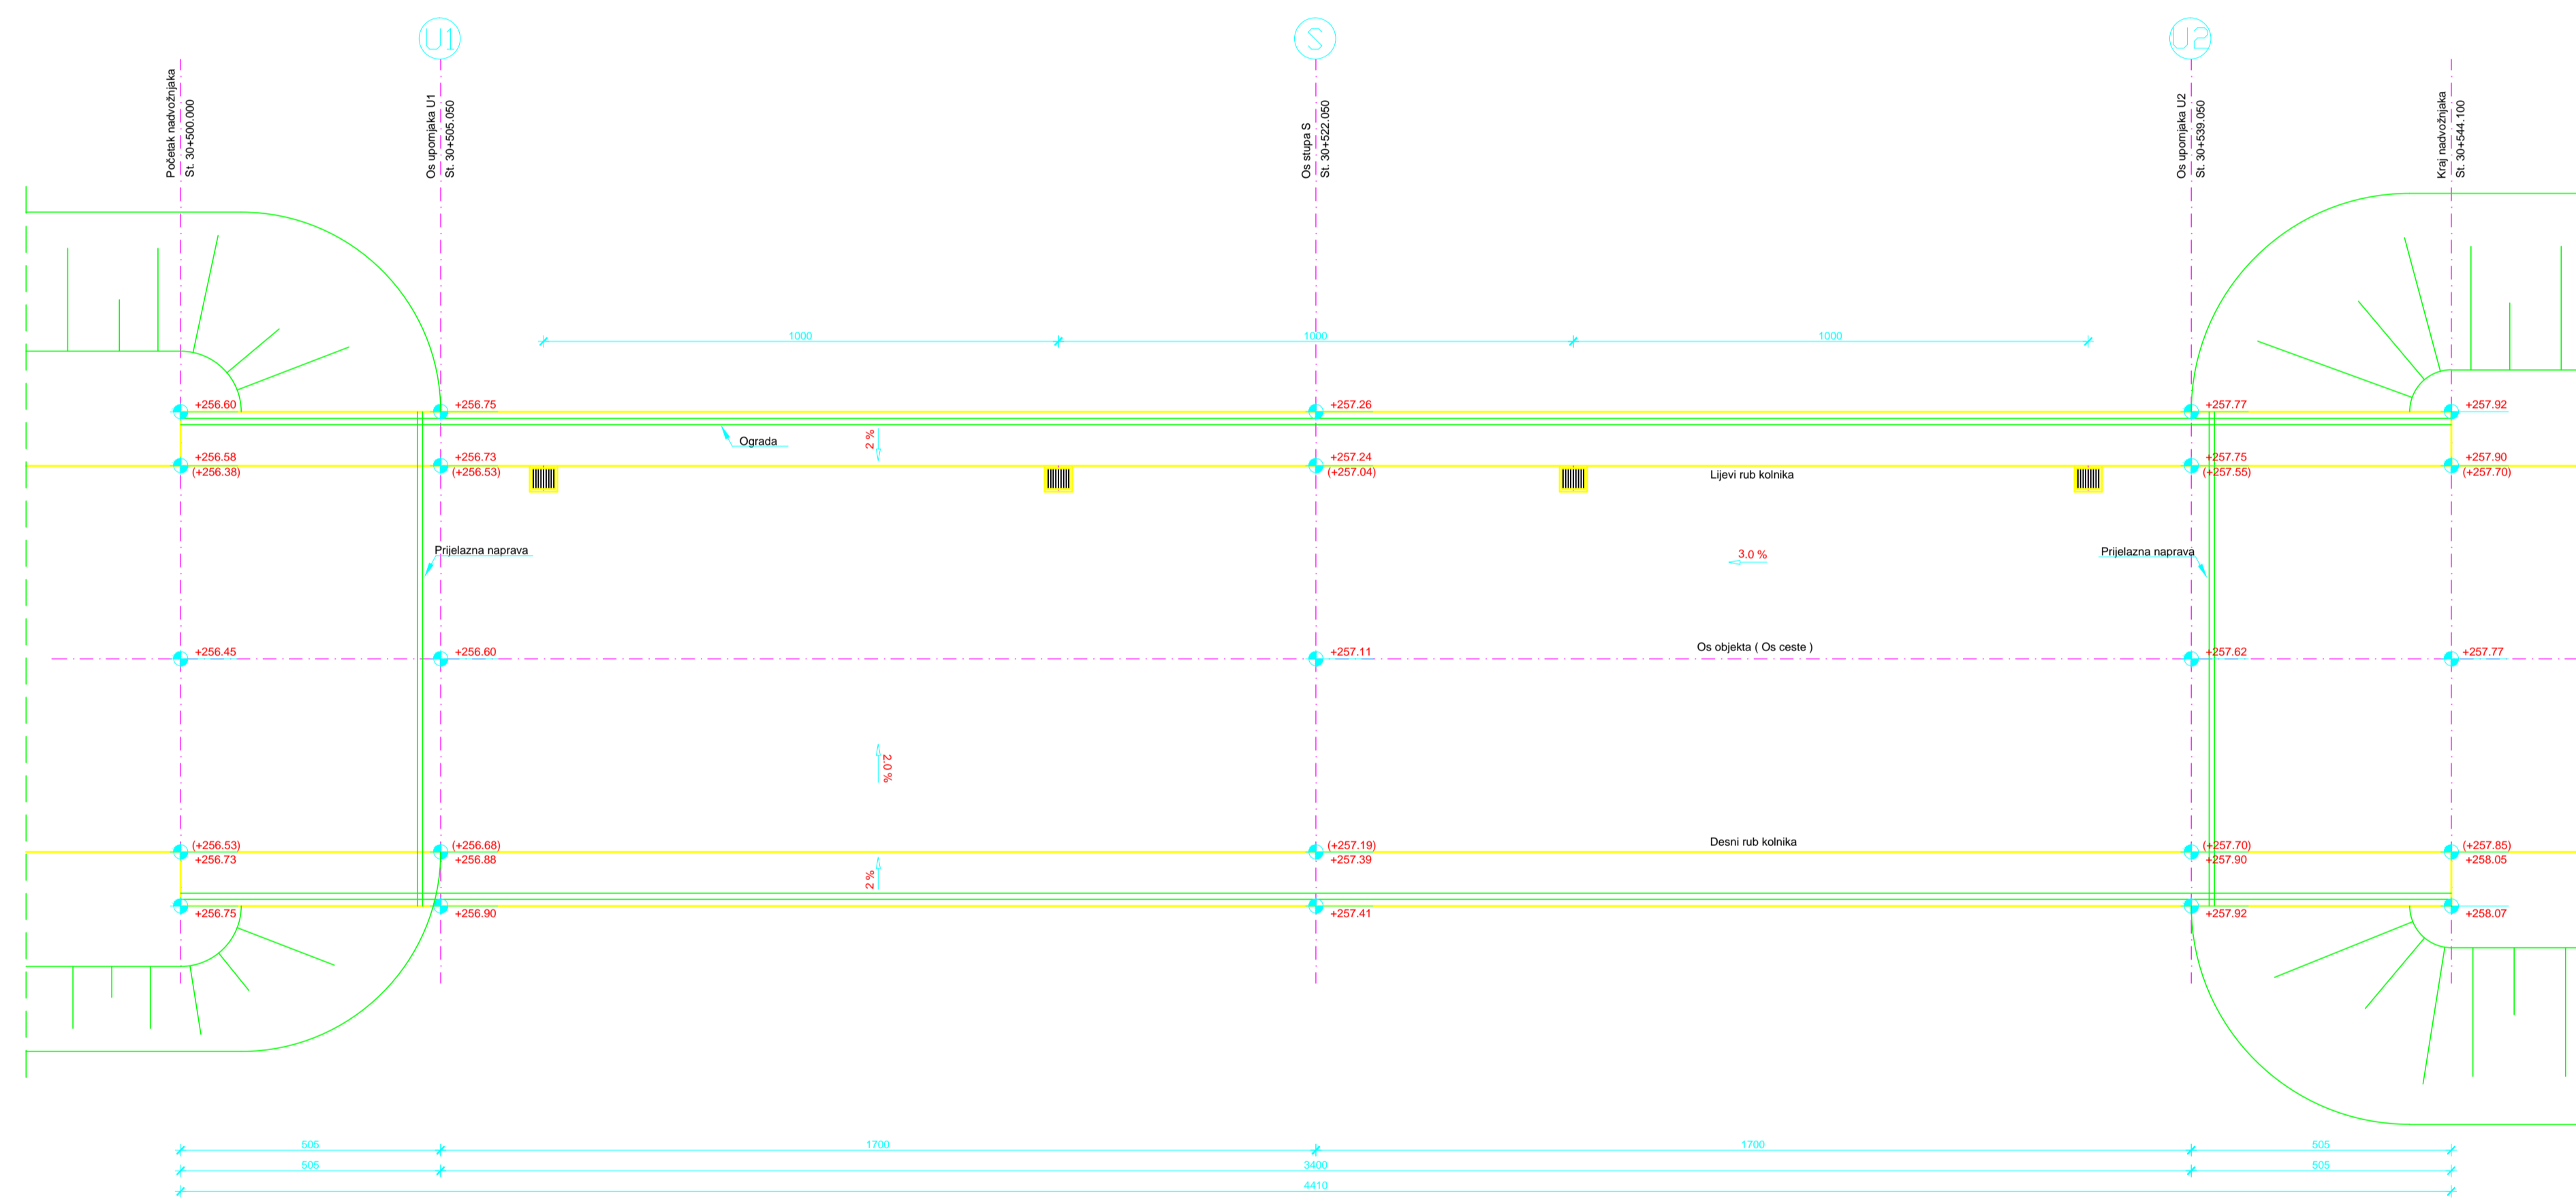 U1
S
U2
Početak nadvožnjaka
St. 30+500.000
Os upornjaka U1
St. 30+505.050
Os stupa S
St. 30+522.050
Os upornjaka U2
St. 30+539.050
Kraj nadvožnjaka
St. 30+544.100
1000
1000
1000
+256.60
+256.75
+257.26
+257.77
+257.92
Ograda
2 %
+256.58
+256.73
+257.24
+257.75
+257.90
(+256.38)
(+256.53)
(+257.04)
Lijevi rub kolnika
(+257.55)
(+257.70)
Prijelazna naprava
3.0 %
Prijelazna naprava
+256.45
+256.60
+257.11
Os objekta ( Os ceste )
+257.62
+257.77
2.0 %
(+256.53)
(+256.68)
(+257.19)
Desni rub kolnika
(+257.70)
(+257.85)
+256.73
+256.88
+257.39
+257.90
+258.05
2 %
+256.75
+256.90
+257.41
+257.92
+258.07
505
1700
1700
505
505
3400
505
4410